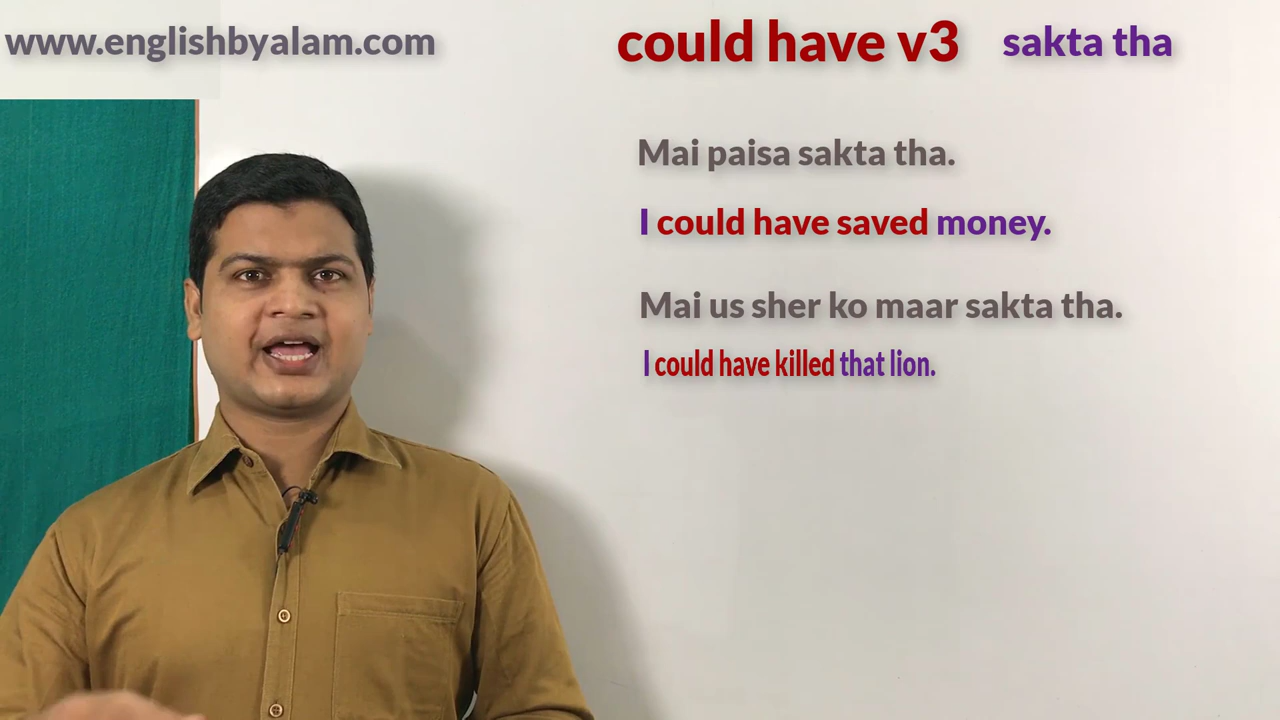 www.englishbyalam.com
could have v3 sakta tha
Mai paisa sakta tha.
I could have saved money.
Mai us sher ko maar sakta tha.
I could have killed that lion.